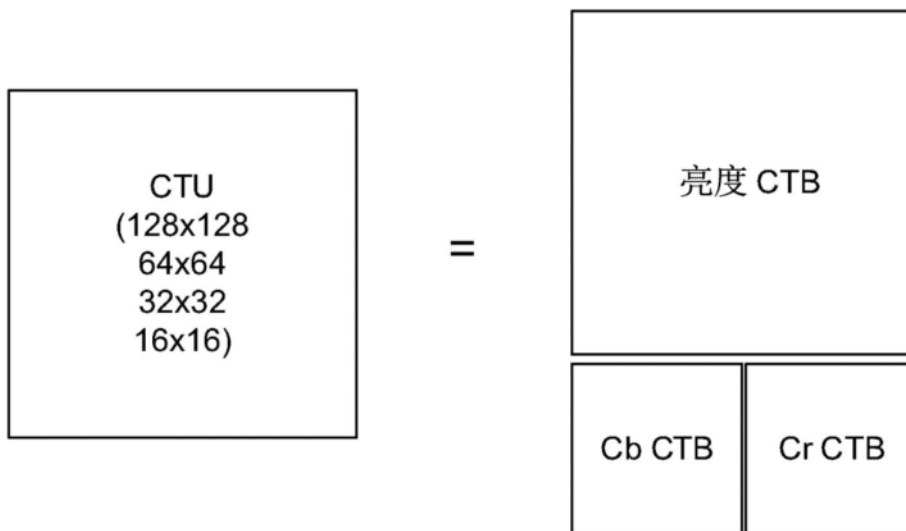 CTU
(128x128
64x64
32x32
16x16)
=
亮度 CTB
Cb CTB
Cr CTB